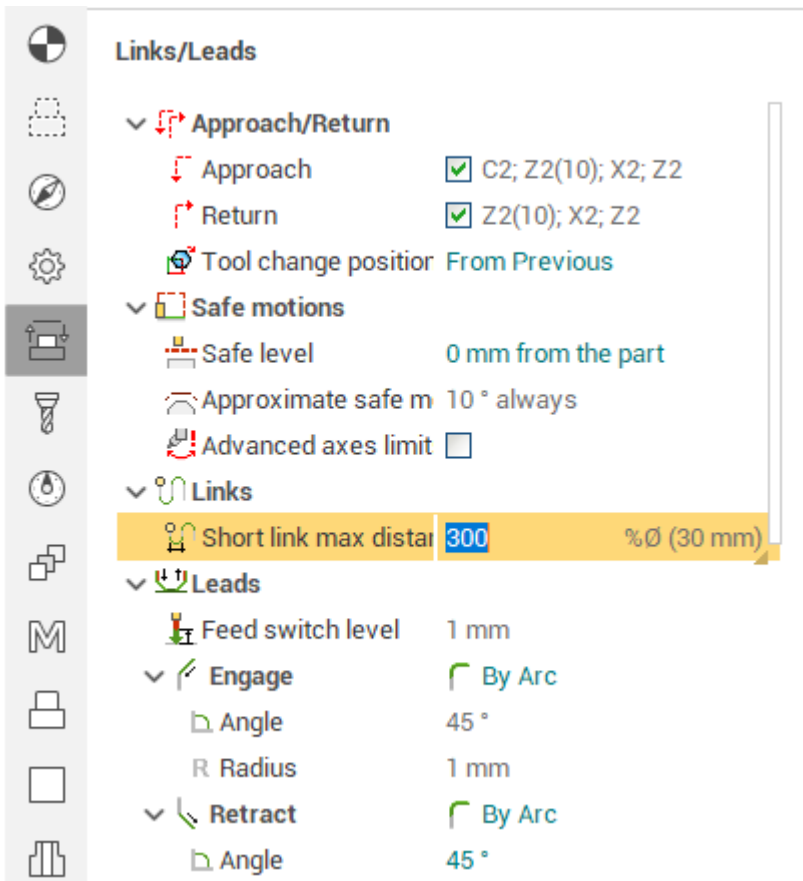 Links/Leads
Approach/Return
Approach C2; Z2(10); X2; Z2
Return Z2(10); X2; Z2
Tool change position From Previous
Safe motions
Safe level 0 mm from the part
Approximate safe m 10 ° always
Advanced axes limit
Links
Short link max distar 300 %Ø (30 mm)
Leads
Feed switch level 1 mm
Engage By Arc
Angle 45 °
R Radius 1 mm
Retract By Arc
Angle 45 °
M